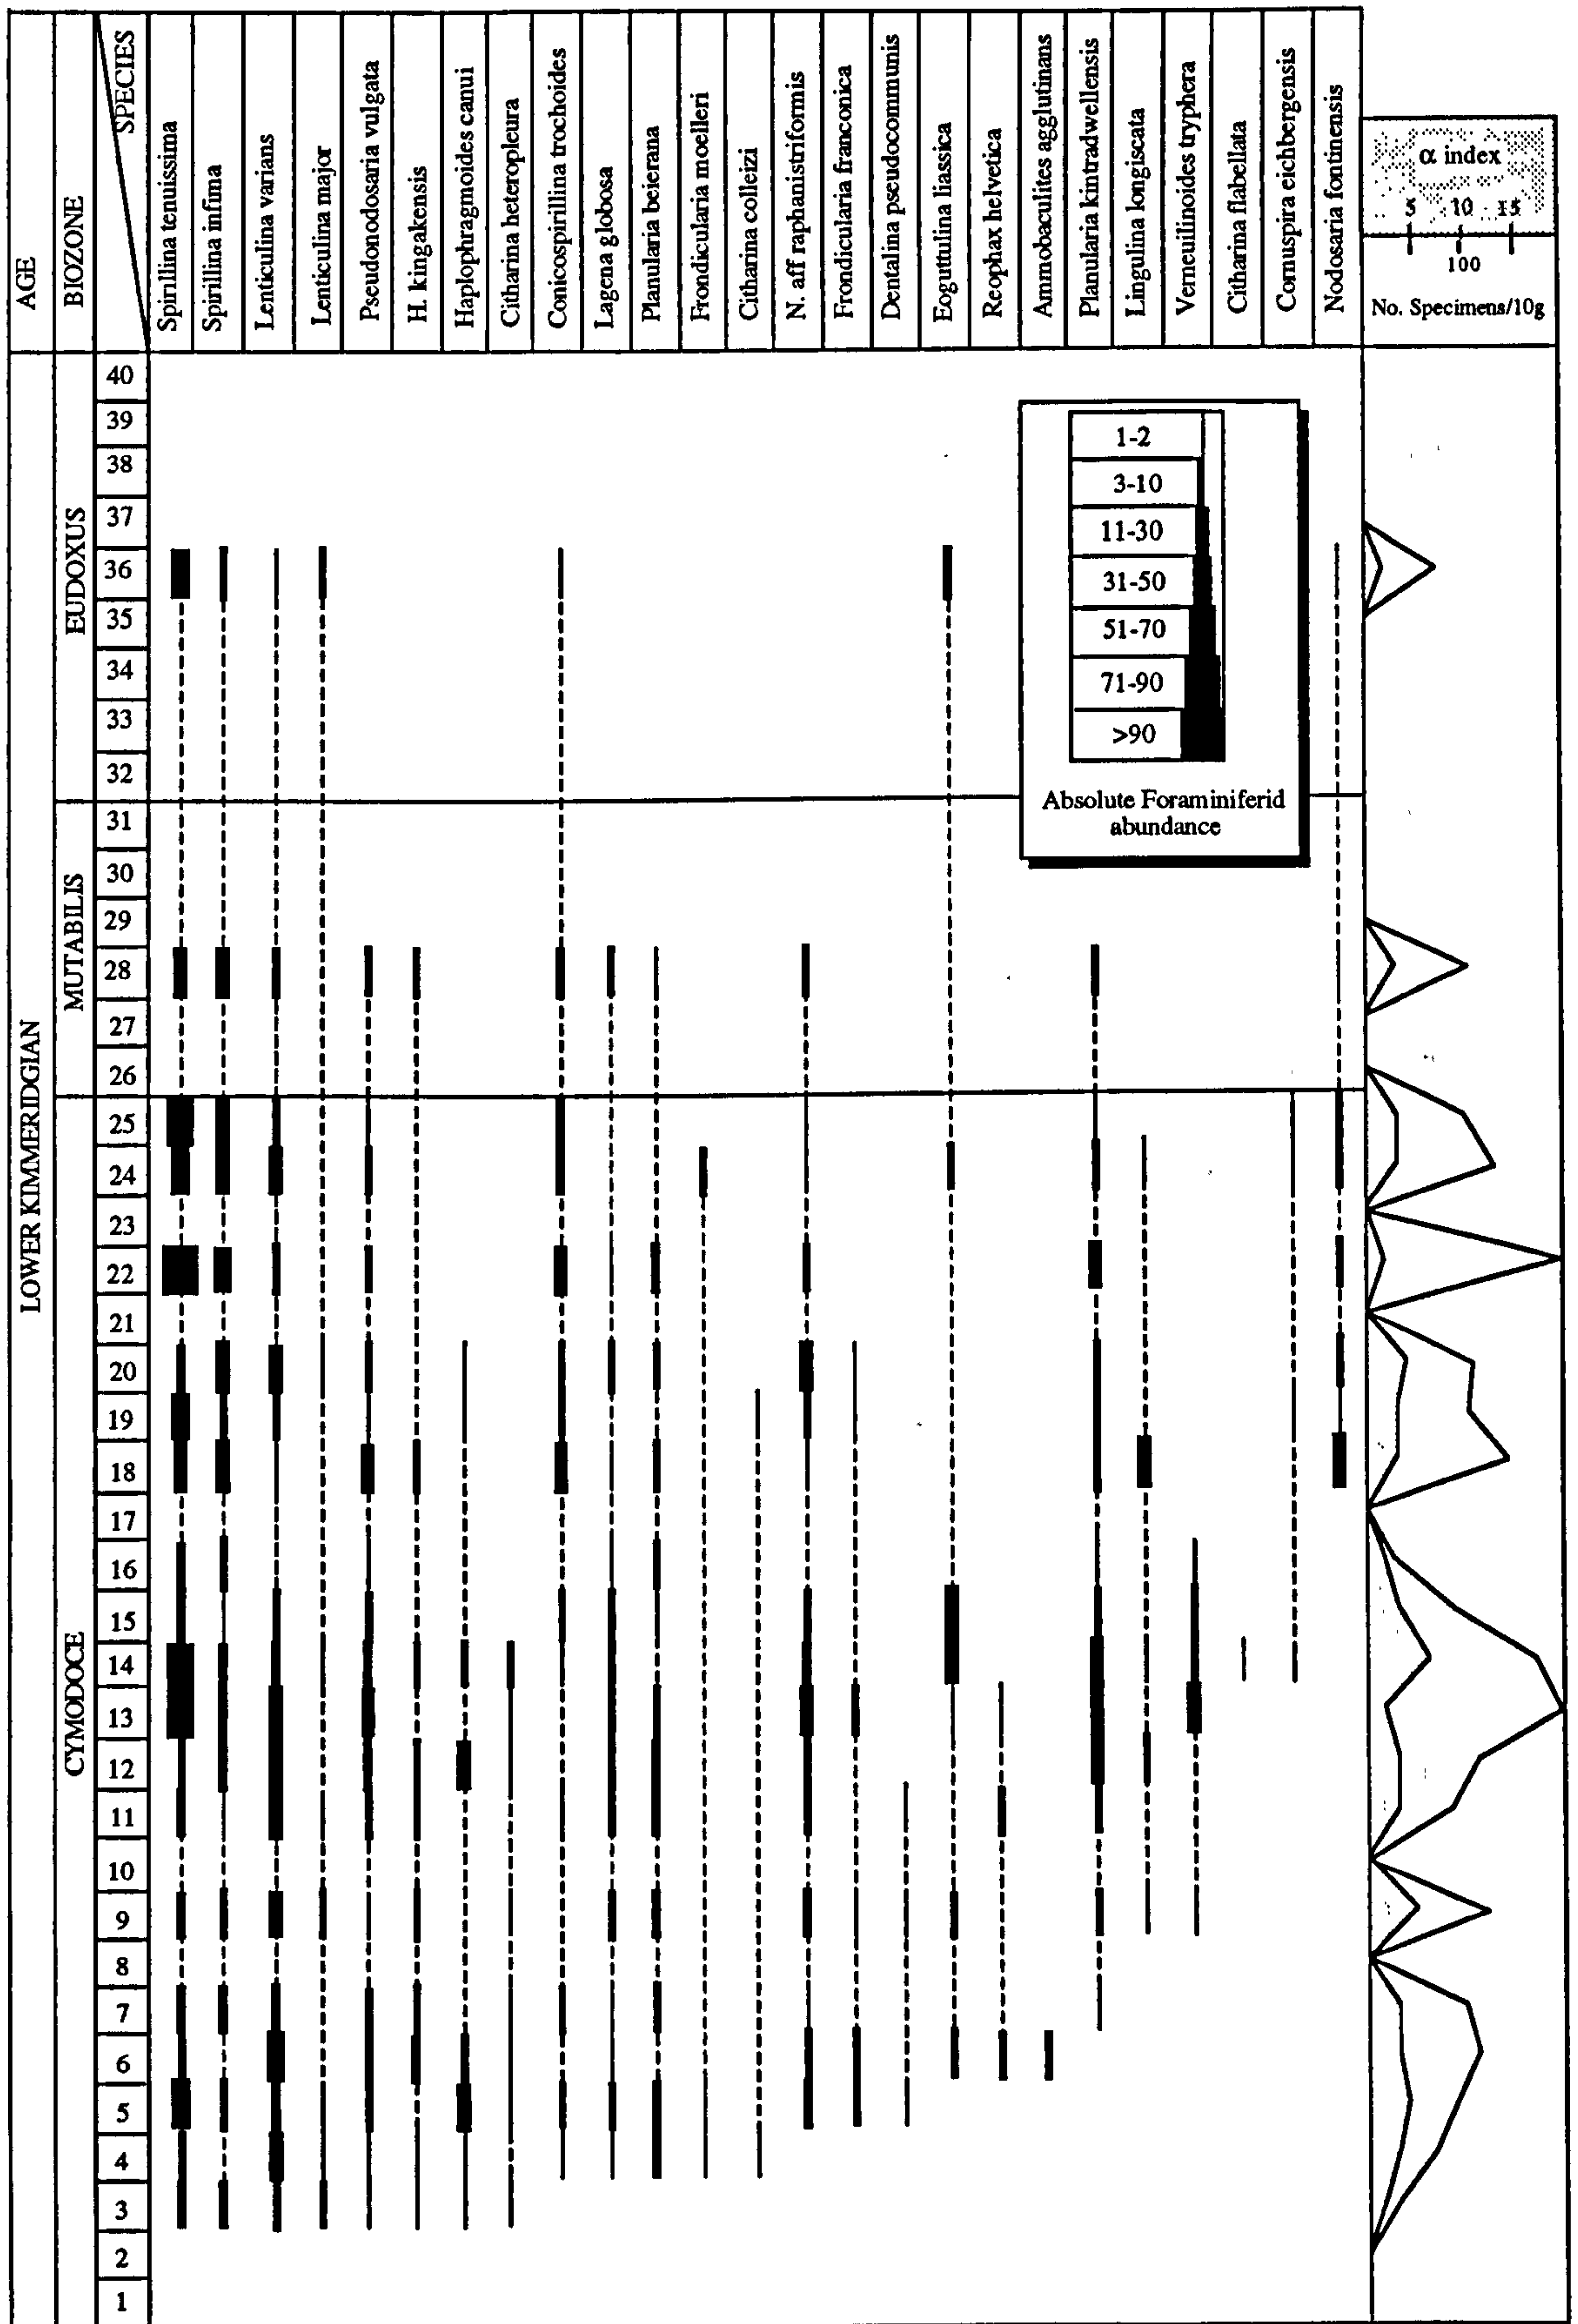 AGE
BIOZONE
SPECIES
Spirillina tenuissima
Spirillina infima
Lenticulina varians
Lenticulina major
Pseudonodosaria vulgata
H. kingakensis
Haplophragmoides canui
Citharina heteropleura
Conicospirillina trochoides
Lagena globosa
Planularia beierana
Frondicularia moelleri
Citharina colleizi
N. aff raphanistriformis
Frondicularia franconica
Dentalina pseudocommunis
Eoguttulina liassica
Reophax helvetica
Ammobaculites agglutinans
Planularia kintradwellensis
Lingulina longiscata
Verneuilinoides tryphera
Citharina flabellata
Cornuspira eichbergensis
Nodosaria fontinensis
α index
5 10 15
100
No. Specimens/10g
LOWER KIMMERIDGIAN
EUDOXUS
MUTABILIS
CYMODOCE
40
39
38
37
36
35
34
33
32
31
30
29
28
27
26
25
24
23
22
21
20
19
18
17
16
15
14
13
12
11
10
9
8
7
6
5
4
3
2
1
1-2
3-10
11-30
31-50
51-70
71-90
>90
Absolute Foraminiferid
abundance